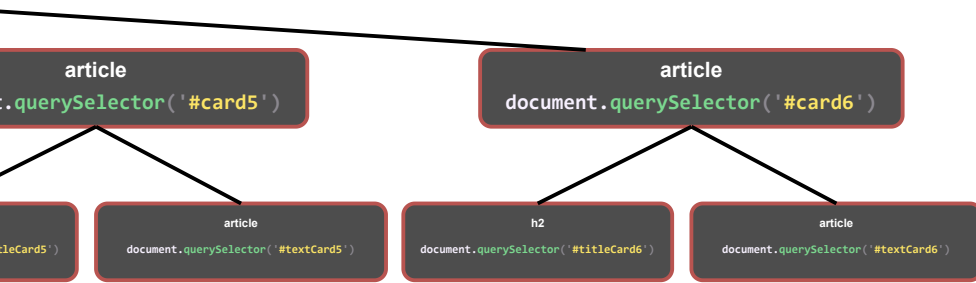 article
.querySelector('#card5')
article
document.querySelector('#card6')
')
article
document.querySelector('#textCard5')
h2
document.querySelector('#titleCard6')
article
document.querySelector('#textCard6')